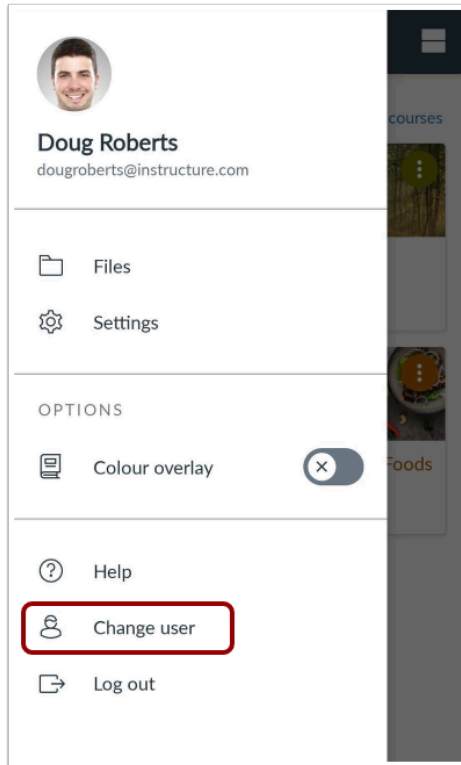 Doug Roberts
dougroberts@instructure.com
courses
Files
Settings
OPTIONS
Colour overlay
Foods
Help
Change user
Log out